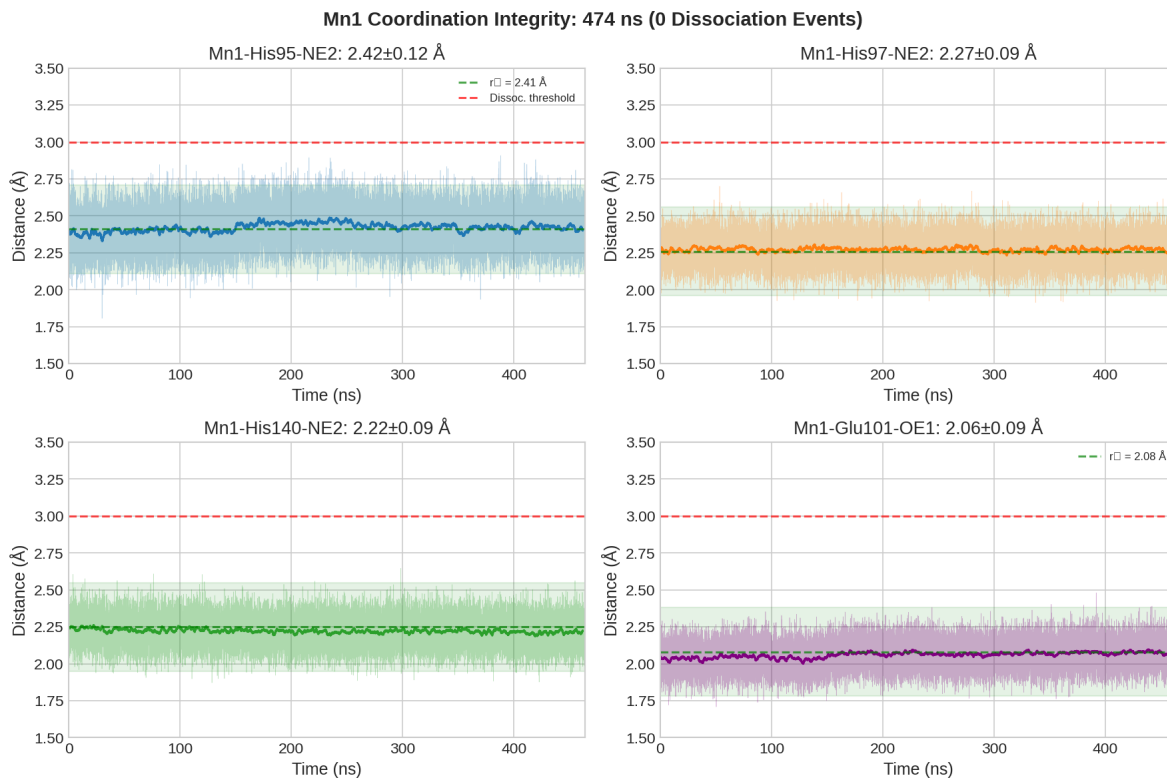 Mn1 Coordination Integrity: 474 ns (0 Dissociation Events)
Mn1-His95-NE2: 2.42±0.12 Å
3.50
3.25
3.00
2.75
2.50
2.25
2.00
1.75
1.50
Distance (Å)
r□ = 2.41 Å
Dissoc. threshold
0 100 200 300 400
Time (ns)
Mn1-His97-NE2: 2.27±0.09 Å
3.50
3.25
3.00
2.75
2.50
2.25
2.00
1.75
1.50
Distance (Å)
0 100 200 300 400
Time (ns)
Mn1-His140-NE2: 2.22±0.09 Å
3.50
3.25
3.00
2.75
2.50
2.25
2.00
1.75
1.50
Distance (Å)
0 100 200 300 400
Time (ns)
Mn1-Glu101-OE1: 2.06±0.09 Å
3.50
3.25
3.00
2.75
2.50
2.25
2.00
1.75
1.50
Distance (Å)
r□ = 2.08 Å
0 100 200 300 400
Time (ns)